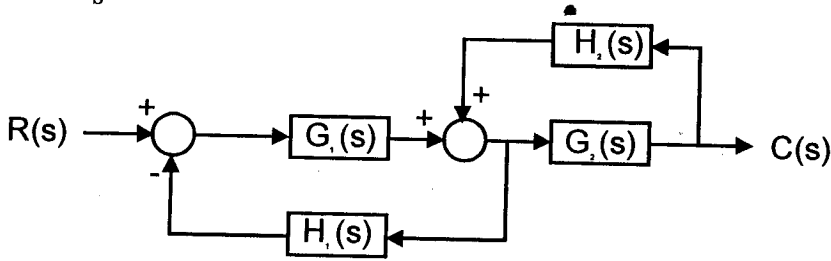 s
H₂(s)
+
+
+
R(s)
G₁(s)
G₂(s)
C(s)
-
H₁(s)